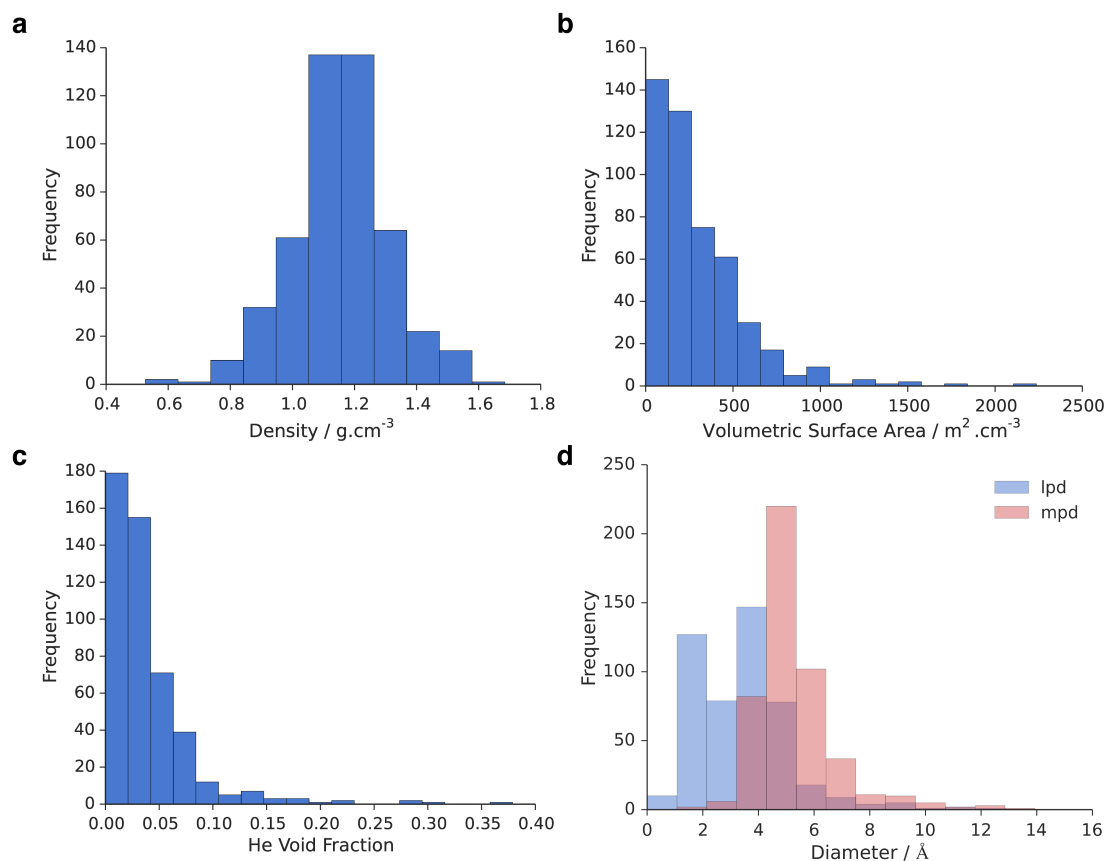 a
140
120
100
80
60
40
20
0
Frequency
0.4 0.6 0.8 1.0 1.2 1.4 1.6 1.8
Density / g.cm-3
b
160
140
120
100
80
60
40
20
0
Frequency
0 500 1000 1500 2000 2500
Volumetric Surface Area / m2 .cm-3
c
180
160
140
120
100
80
60
40
20
0
Frequency
0.00 0.05 0.10 0.15 0.20 0.25 0.30 0.35 0.40
He Void Fraction
d
250
200
150
100
50
0
Frequency
lpd
mpd
0 2 4 6 8 10 12 14 16
Diameter / Å